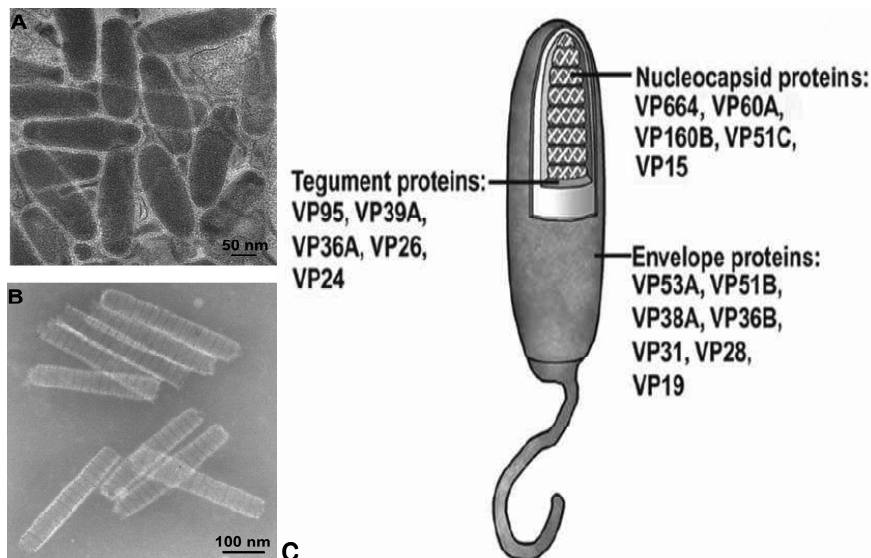 A
50 nm
B
100 nm
C
Nucleocapsid proteins:
VP664, VP60A,
VP160B, VP51C,
VP15
Tegument proteins:
VP95, VP39A,
VP36A, VP26,
VP24
Envelope proteins:
VP53A, VP51B,
VP38A, VP36B,
VP31, VP28,
VP19